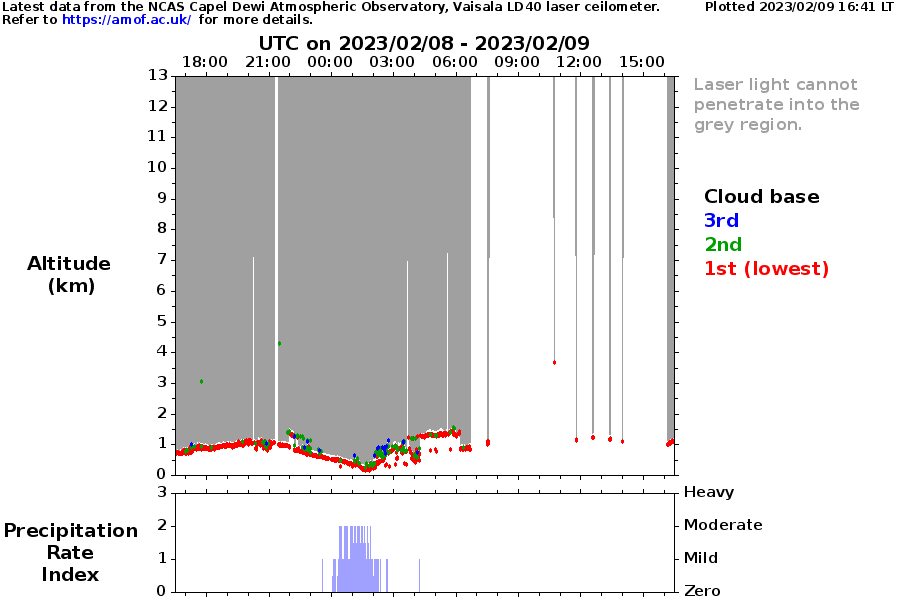 Latest data from the NCAS Capel Dewi Atmospheric Observatory, Vaisala LD40 laser ceilometer. Plotted 2023/02/09 16:41 LT
Refer to https://amof.ac.uk/ for more details.
UTC on 2023/02/08 - 2023/02/09
18:00 21:00 00:00 03:00 06:00 09:00 12:00 15:00
13
12
11
10
9
8
7
6
5
4
3
2
1
0
Altitude
(km)
Laser light cannot
penetrate into the
grey region.
Cloud base
3rd
2nd
1st (lowest)
3
2
1
0
Precipitation
Rate
Index
Heavy
Moderate
Mild
Zero